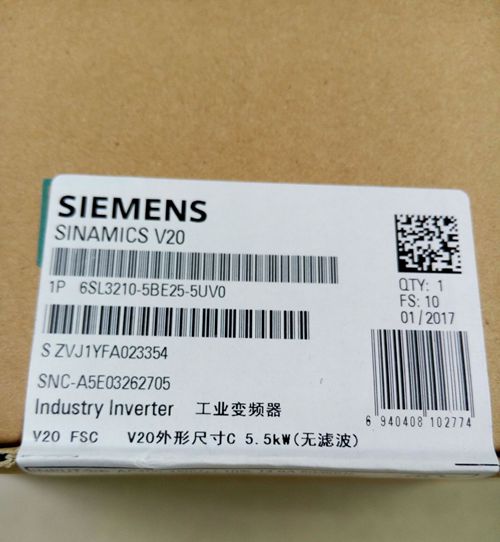 SIEMENS
SINAMICS V20
1P 6SL3210-5BE25-5UV0
QTY: 1
FS: 10
01/2017
S ZVJ1YFA023354
SNC-A5E03262705
Industry Inverter 工业变频器
6 940408 102774
V20 FSC V20外形尺寸C 5.5kW(无滤波)